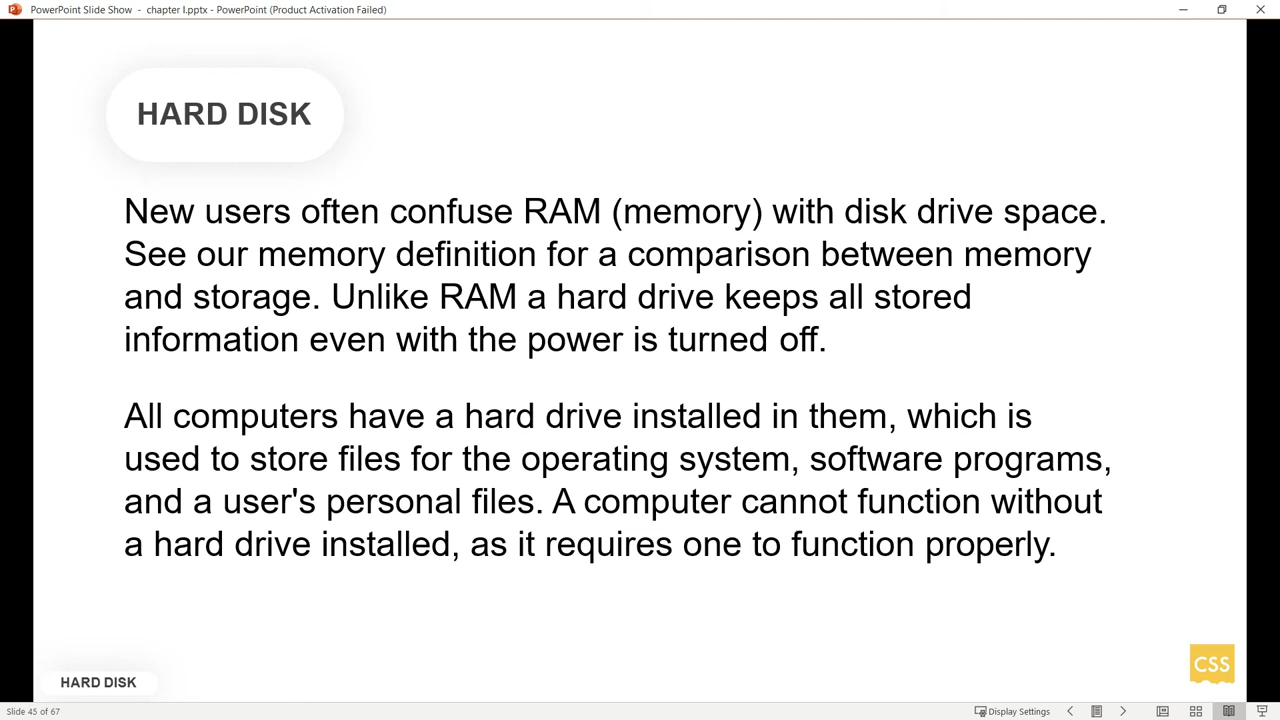 PowerPoint Slide Show - chapter I.pptx - PowerPoint (Product Activation Failed)
HARD DISK
New users often confuse RAM (memory) with disk drive space.
See our memory definition for a comparison between memory
and storage. Unlike RAM a hard drive keeps all stored
information even with the power is turned off.
All computers have a hard drive installed in them, which is
used to store files for the operating system, software programs,
and a user's personal files. A computer cannot function without
a hard drive installed, as it requires one to function properly.
CSS
HARD DISK
Slide 45 of 67
Display Settings